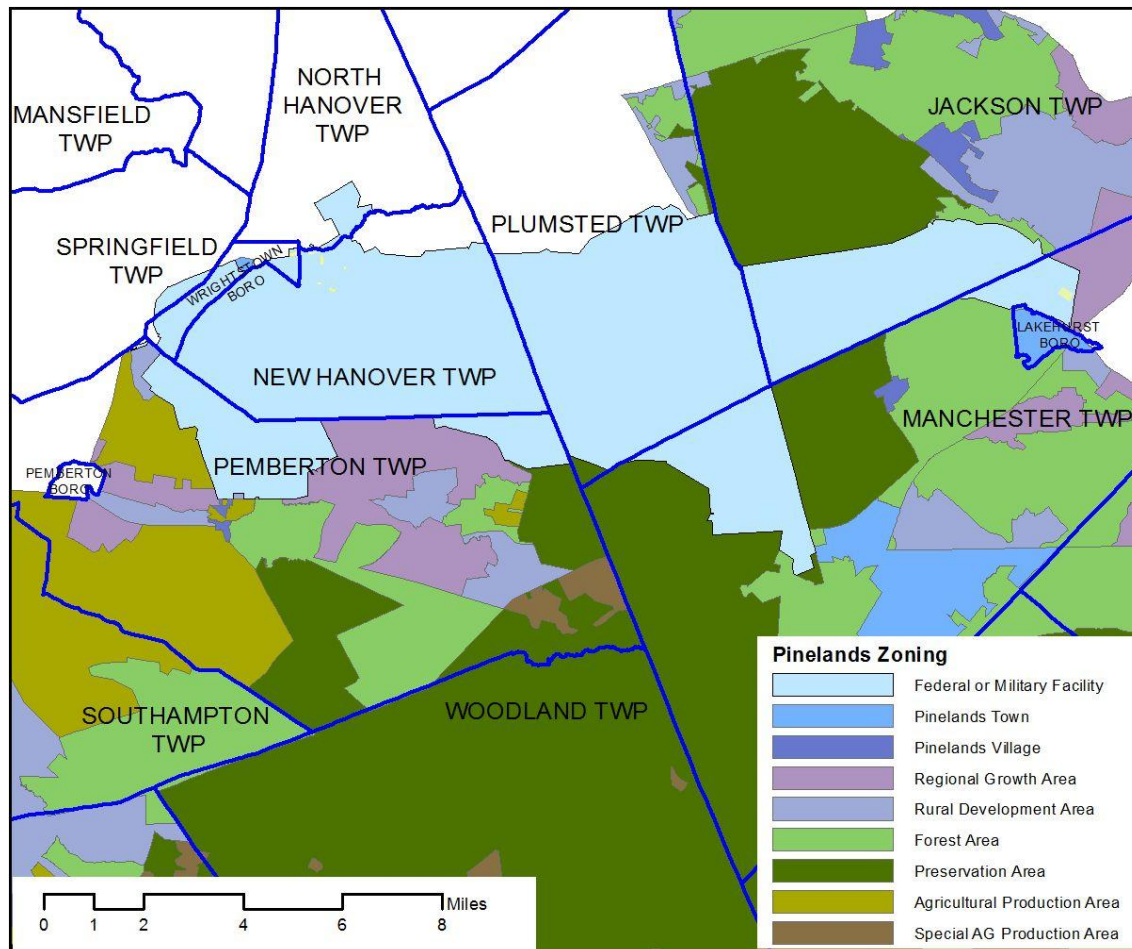 NORTH
HANOVER
TWP
MANSFIELD
TWP
JACKSON TWP
SPRINGFIELD
TWP
PLUMSTED TWP
WRIGHTSTOWN
BORO
LAKEHURST
BORO
NEW HANOVER TWP
MANCHESTER TWP
PEMBERTON TWP
PEMBERTON
BORO
SOUTHAMPTON
TWP
WOODLAND TWP
Pinelands Zoning
Federal or Military Facility
Pinelands Town
Pinelands Village
Regional Growth Area
Rural Development Area
Forest Area
Preservation Area
Agricultural Production Area
Special AG Production Area
Miles
0 1 2 4 6 8